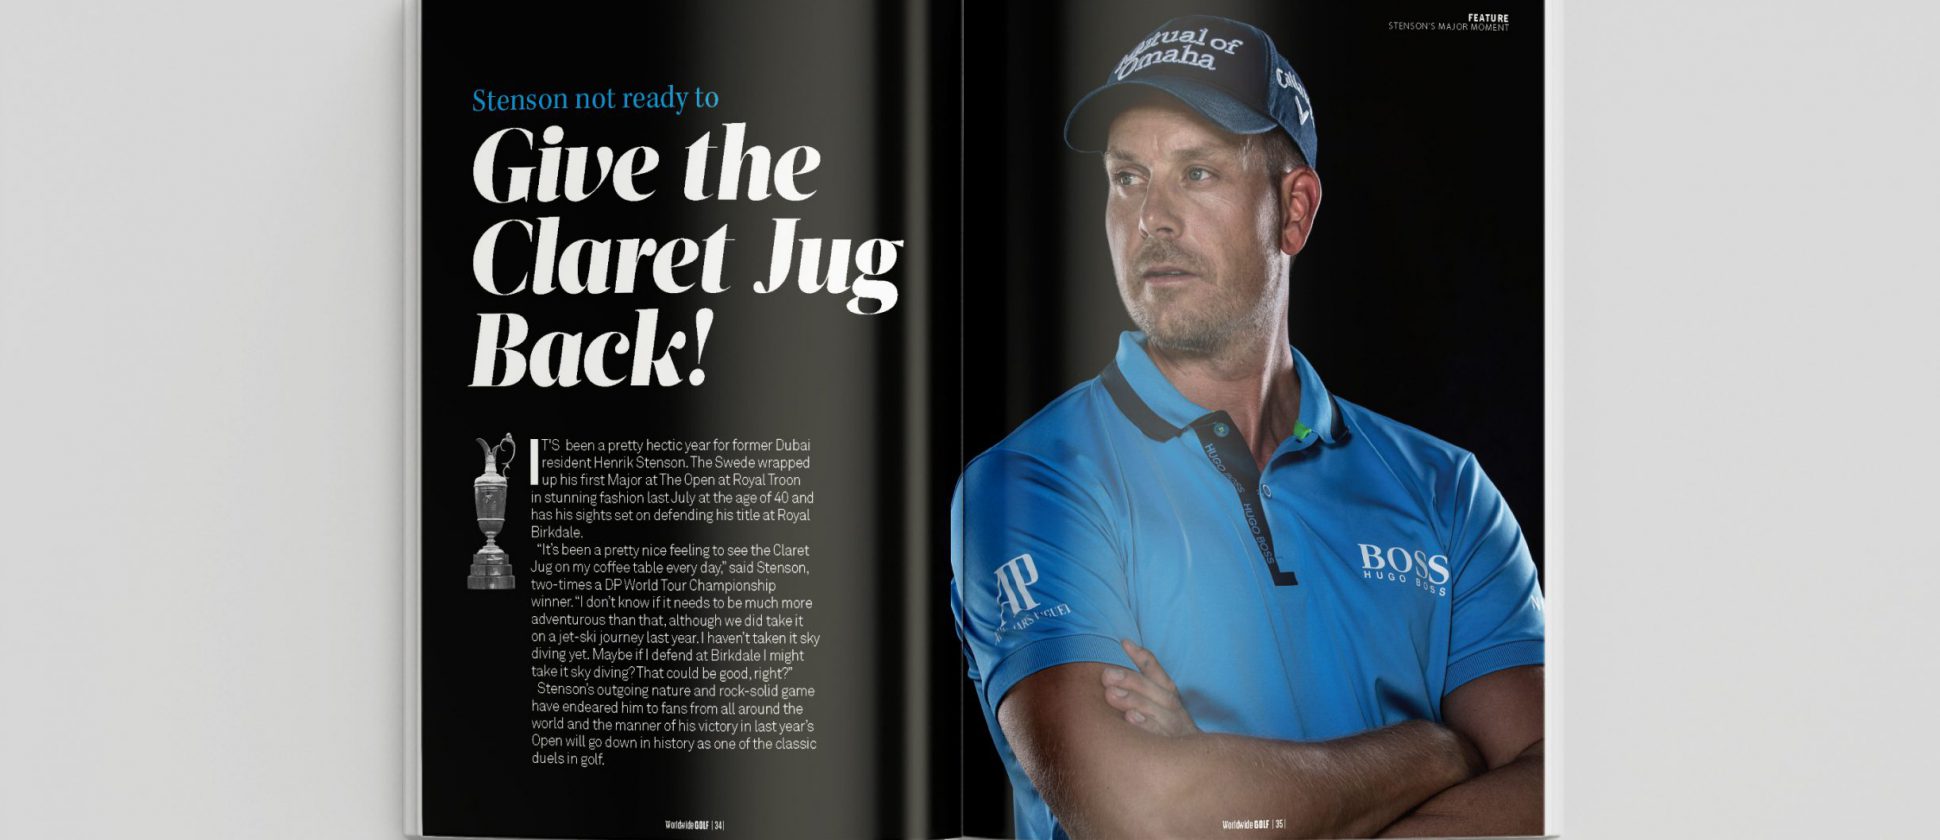 Stenson not ready to
Give the
Claret Jug
Back!
IT'S been a pretty hectic year for former Dubai
resident Henrik Stenson. The Swede wrapped
up his first Major at The Open at Royal Troon
in stunning fashion last July at the age of 40 and
has his sights set on defending his title at Royal
Birkdale.
“It’s been a pretty nice feeling to see the Claret
Jug on my coffee table every day,” said Stenson,
two-times a DP World Tour Championship
winner. “I don’t know if it needs to be much more
adventurous than that, although we did take it
on a jet-ski journey last year. I haven’t taken it sky
diving yet. Maybe if I defend at Birkdale I might
take it sky diving? That could be good, right?”
Stenson’s outgoing nature and rock-solid game
have endeared him to fans from all around the
world and the manner of his victory in last year’s
Open will go down in history as one of the classic
duels in golf.
Worldwide GOLF | 34 |
FEATURE
STENSON'S MAJOR MOMENT
Mutual of
Omaha
HUGO BOSS
HUGO BOSS
BOSS
HUGO BOSS
AP
Worldwide GOLF | 35 |